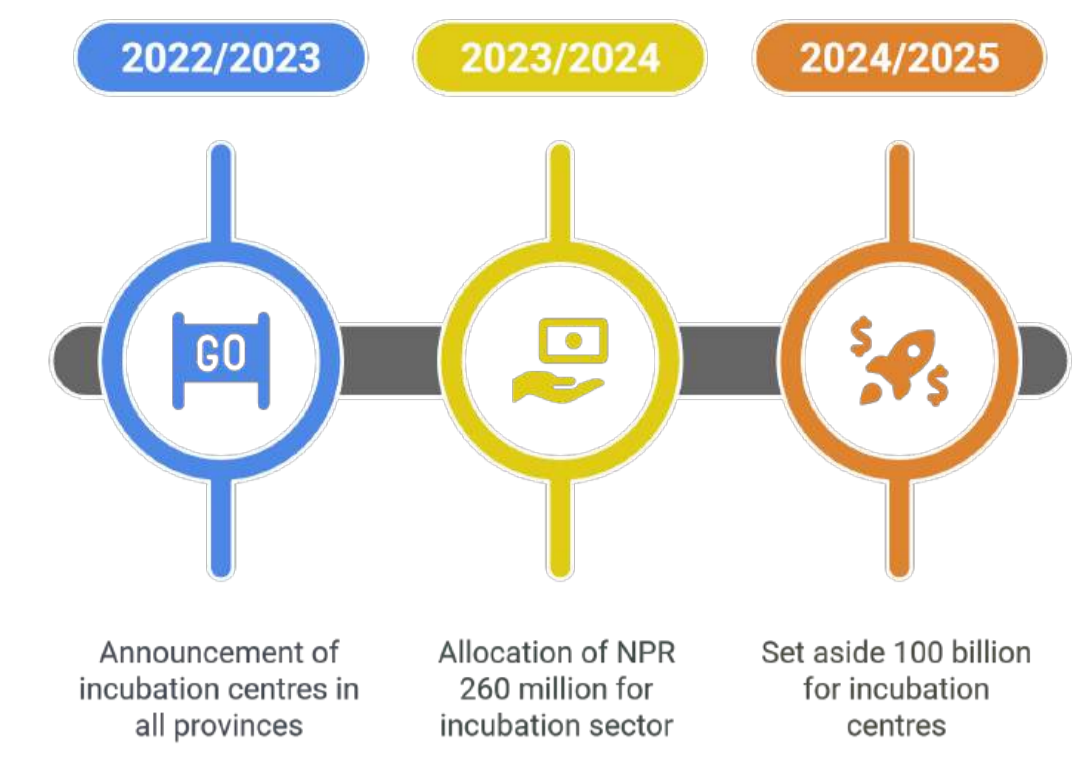 2022/2023
2023/2024
2024/2025
GO
$
$
Announcement of
incubation centres in
all provinces
Allocation of NPR
260 million for
incubation sector
Set aside 100 billion
for incubation
centres